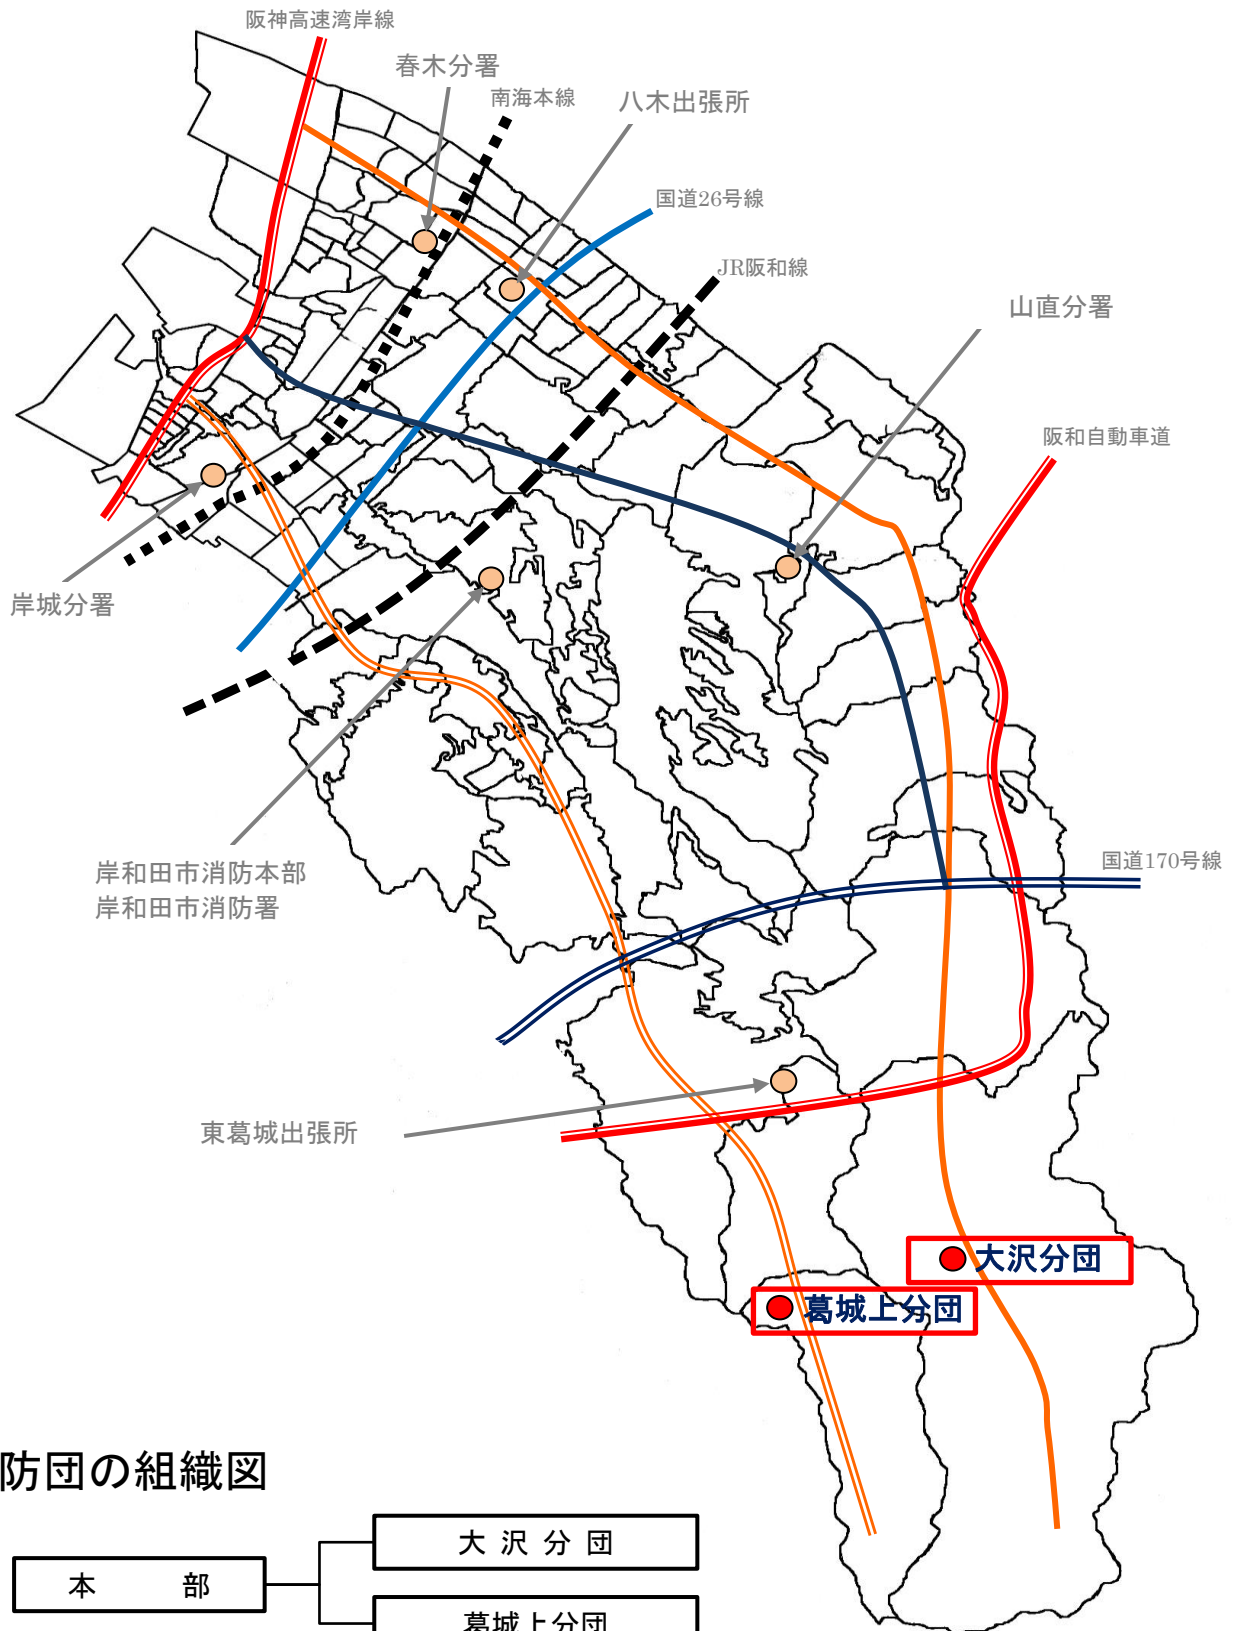 阪神高速湾岸線
春木分署
南海本線
八木出張所
国道26号線
JR阪和線
山直分署
阪和自動車道
岸城分署
岸和田市消防本部
岸和田市消防署
国道170号線
東葛城出張所
大沢分団
葛城上分団
防団の組織図
大沢分団
本部
葛城上分団